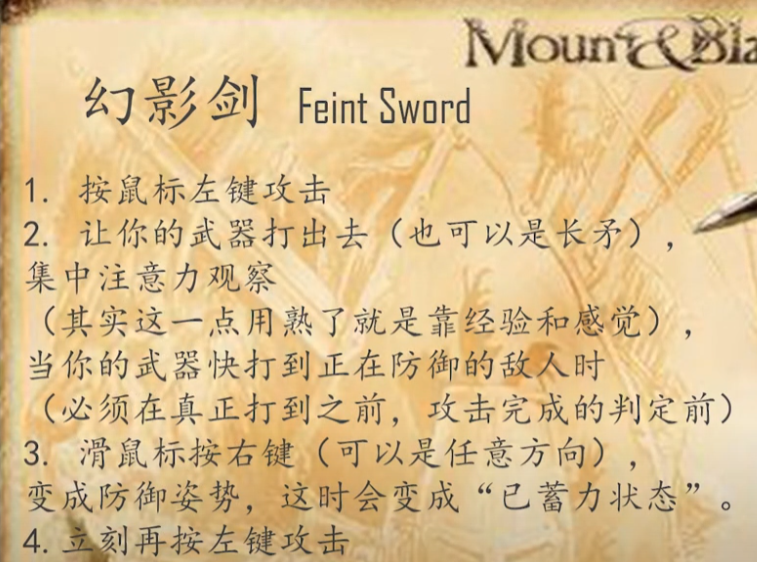 Mount&Bla
幻影剑 Feint Sword
1. 按鼠标左键攻击
2. 让你的武器打出去（也可以是长矛），
集中注意力观察
（其实这一点用熟了就是靠经验和感觉），
当你的武器快打到正在防御的敌人时
（必须在真正打到之前，攻击完成的判定前）
3. 滑鼠标按右键（可以是任意方向），
变成防御姿势，这时会变成“已蓄力状态”。
4. 立刻再按左键攻击